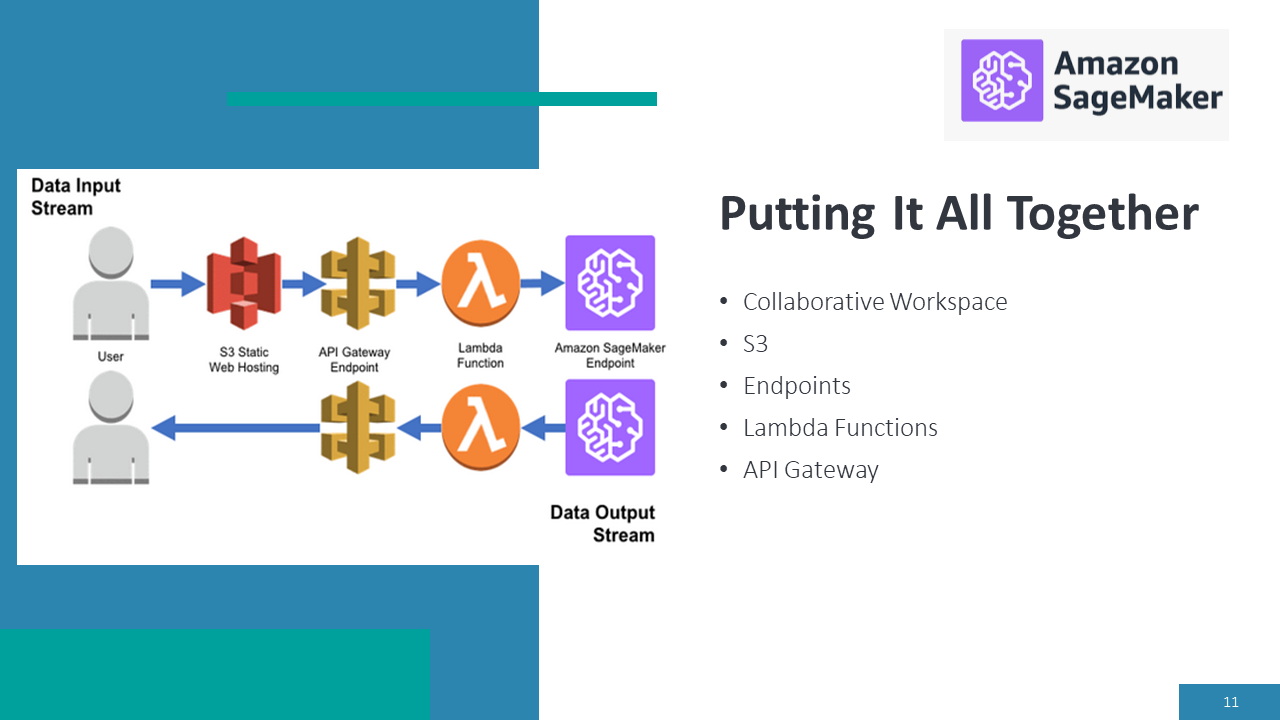 Amazon
SageMaker
Data Input
Stream
User
S3 Static
Web Hosting
API Gateway
Endpoint
Lambda
Function
Amazon SageMaker
Endpoint
Data Output
Stream
Putting It All Together
• Collaborative Workspace
• S3
• Endpoints
• Lambda Functions
• API Gateway
11